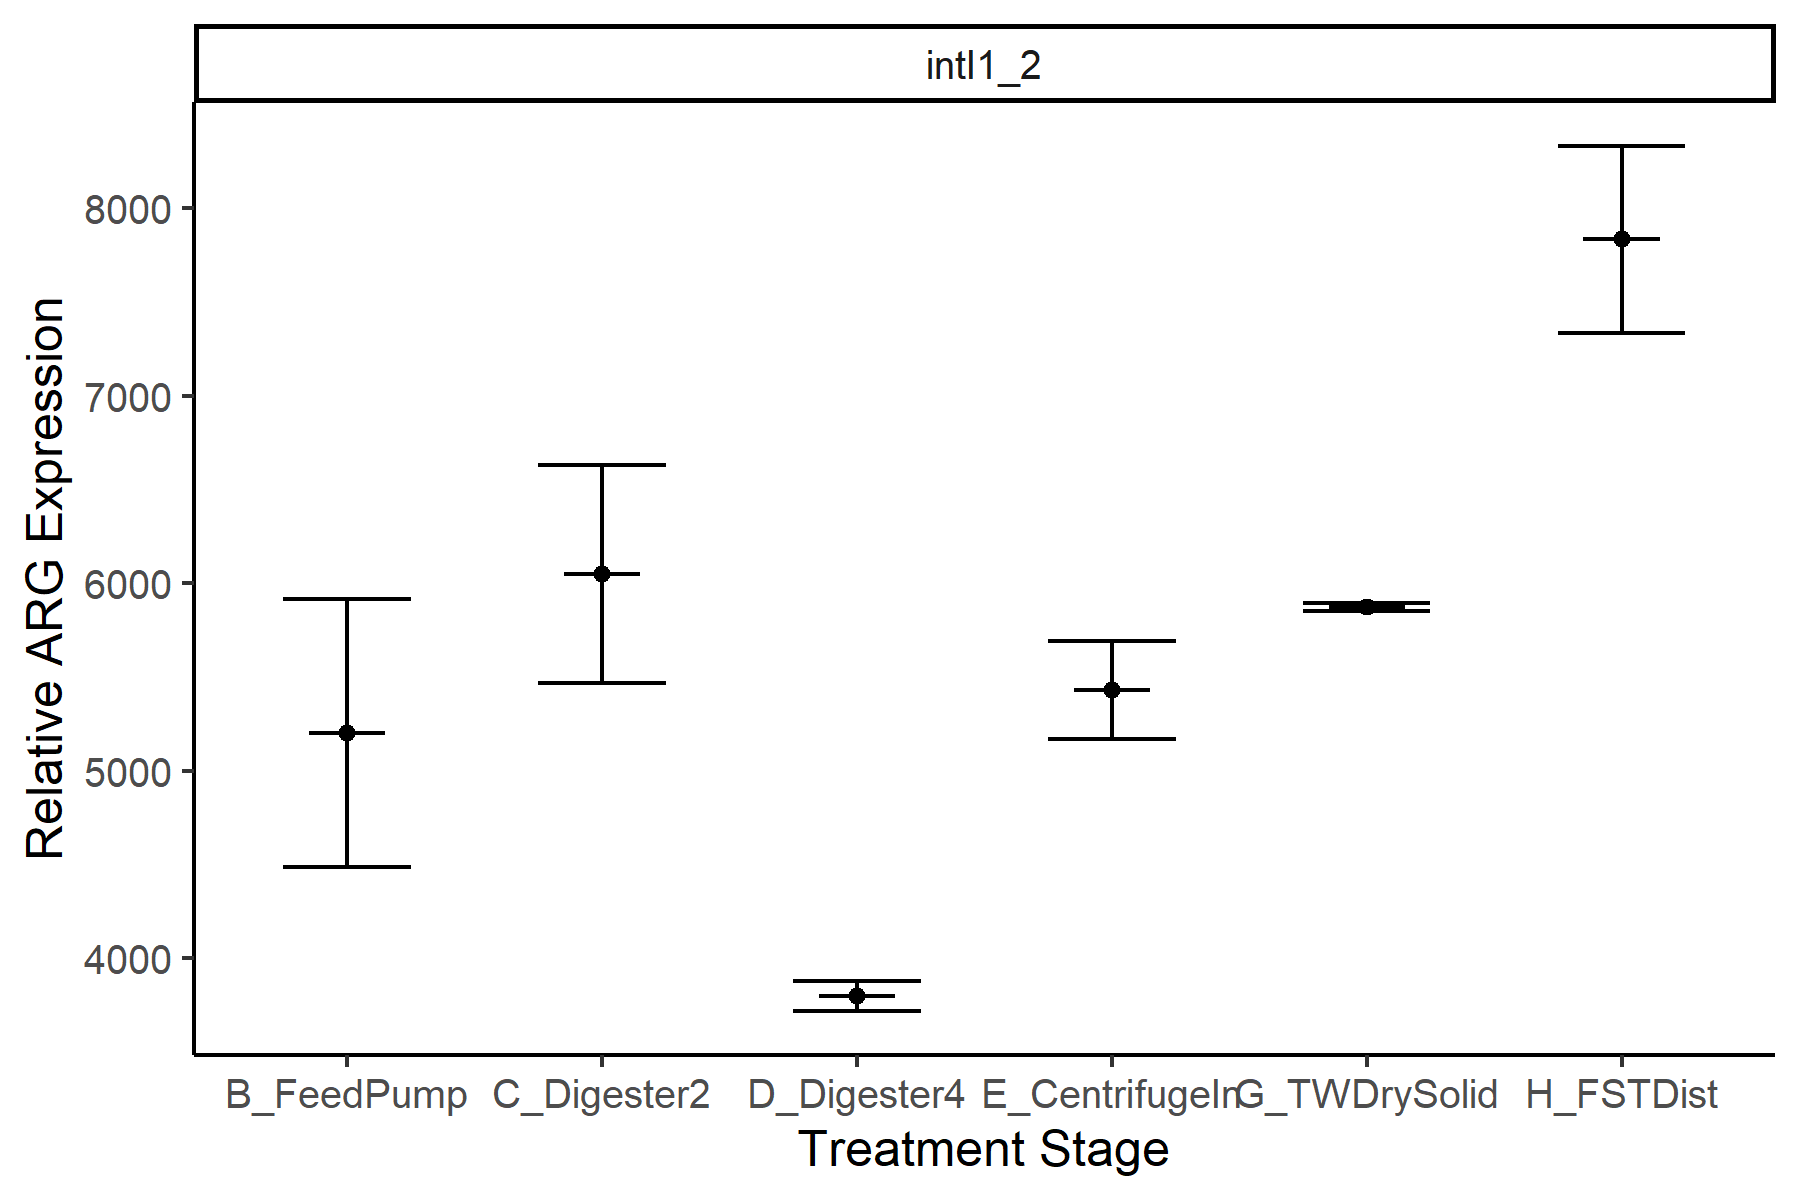 intI1_2
Relative ARG Expression
8000
7000
6000
5000
4000
B_FeedPump C_Digester2 D_Digester4 E_CentrifugeIn G_TWDrySolid H_FSTDist
Treatment Stage